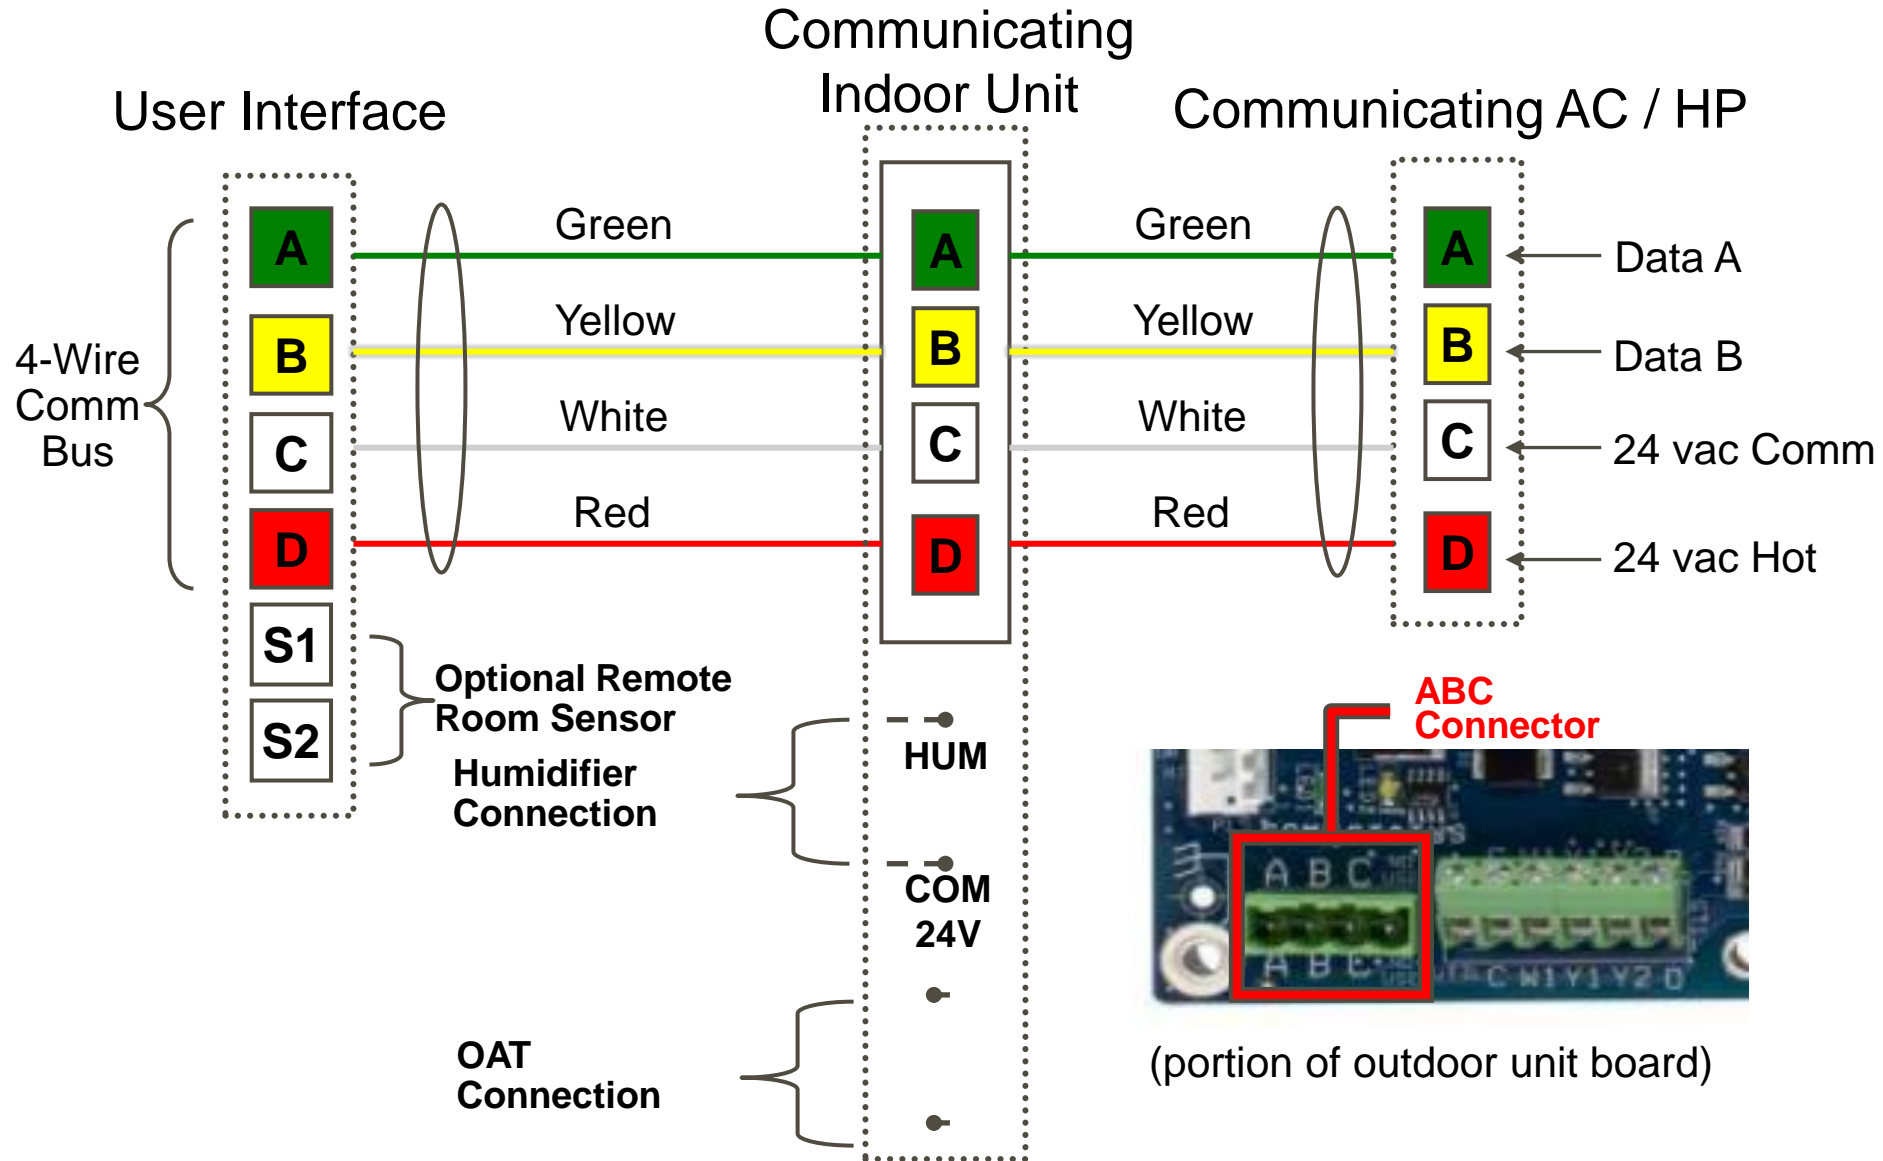 Communicating
Indoor Unit
User Interface
Communicating AC / HP
4-Wire
Comm
Bus
A
B
C
D
S1
S2
Green
Yellow
White
Red
A
B
C
D
Green
Yellow
White
Red
A
B
C
D
Data A
Data B
24 vac Comm
24 vac Hot
Optional Remote
Room Sensor
Humidifier
Connection
HUM
COM
24V
OAT
Connection
ABC
Connector
A B C
A B C
C W1 Y1 Y2 O
(portion of outdoor unit board)